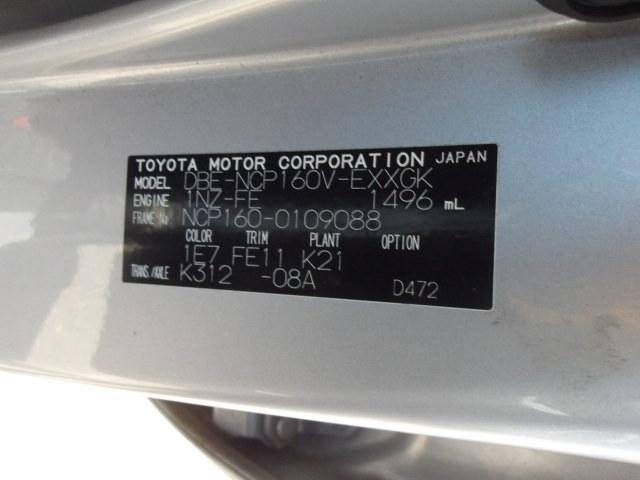 TOYOTA MOTOR CORPORATION JAPAN
MODEL DBE-NCP160V-EXXGK
ENGINE 1NZ-FE 1496 mL
FRAME No. NCP160-0109088
COLOR TRIM PLANT OPTION
1E7 FE11 K21
TRANS./AXLE K312 -08A
D472